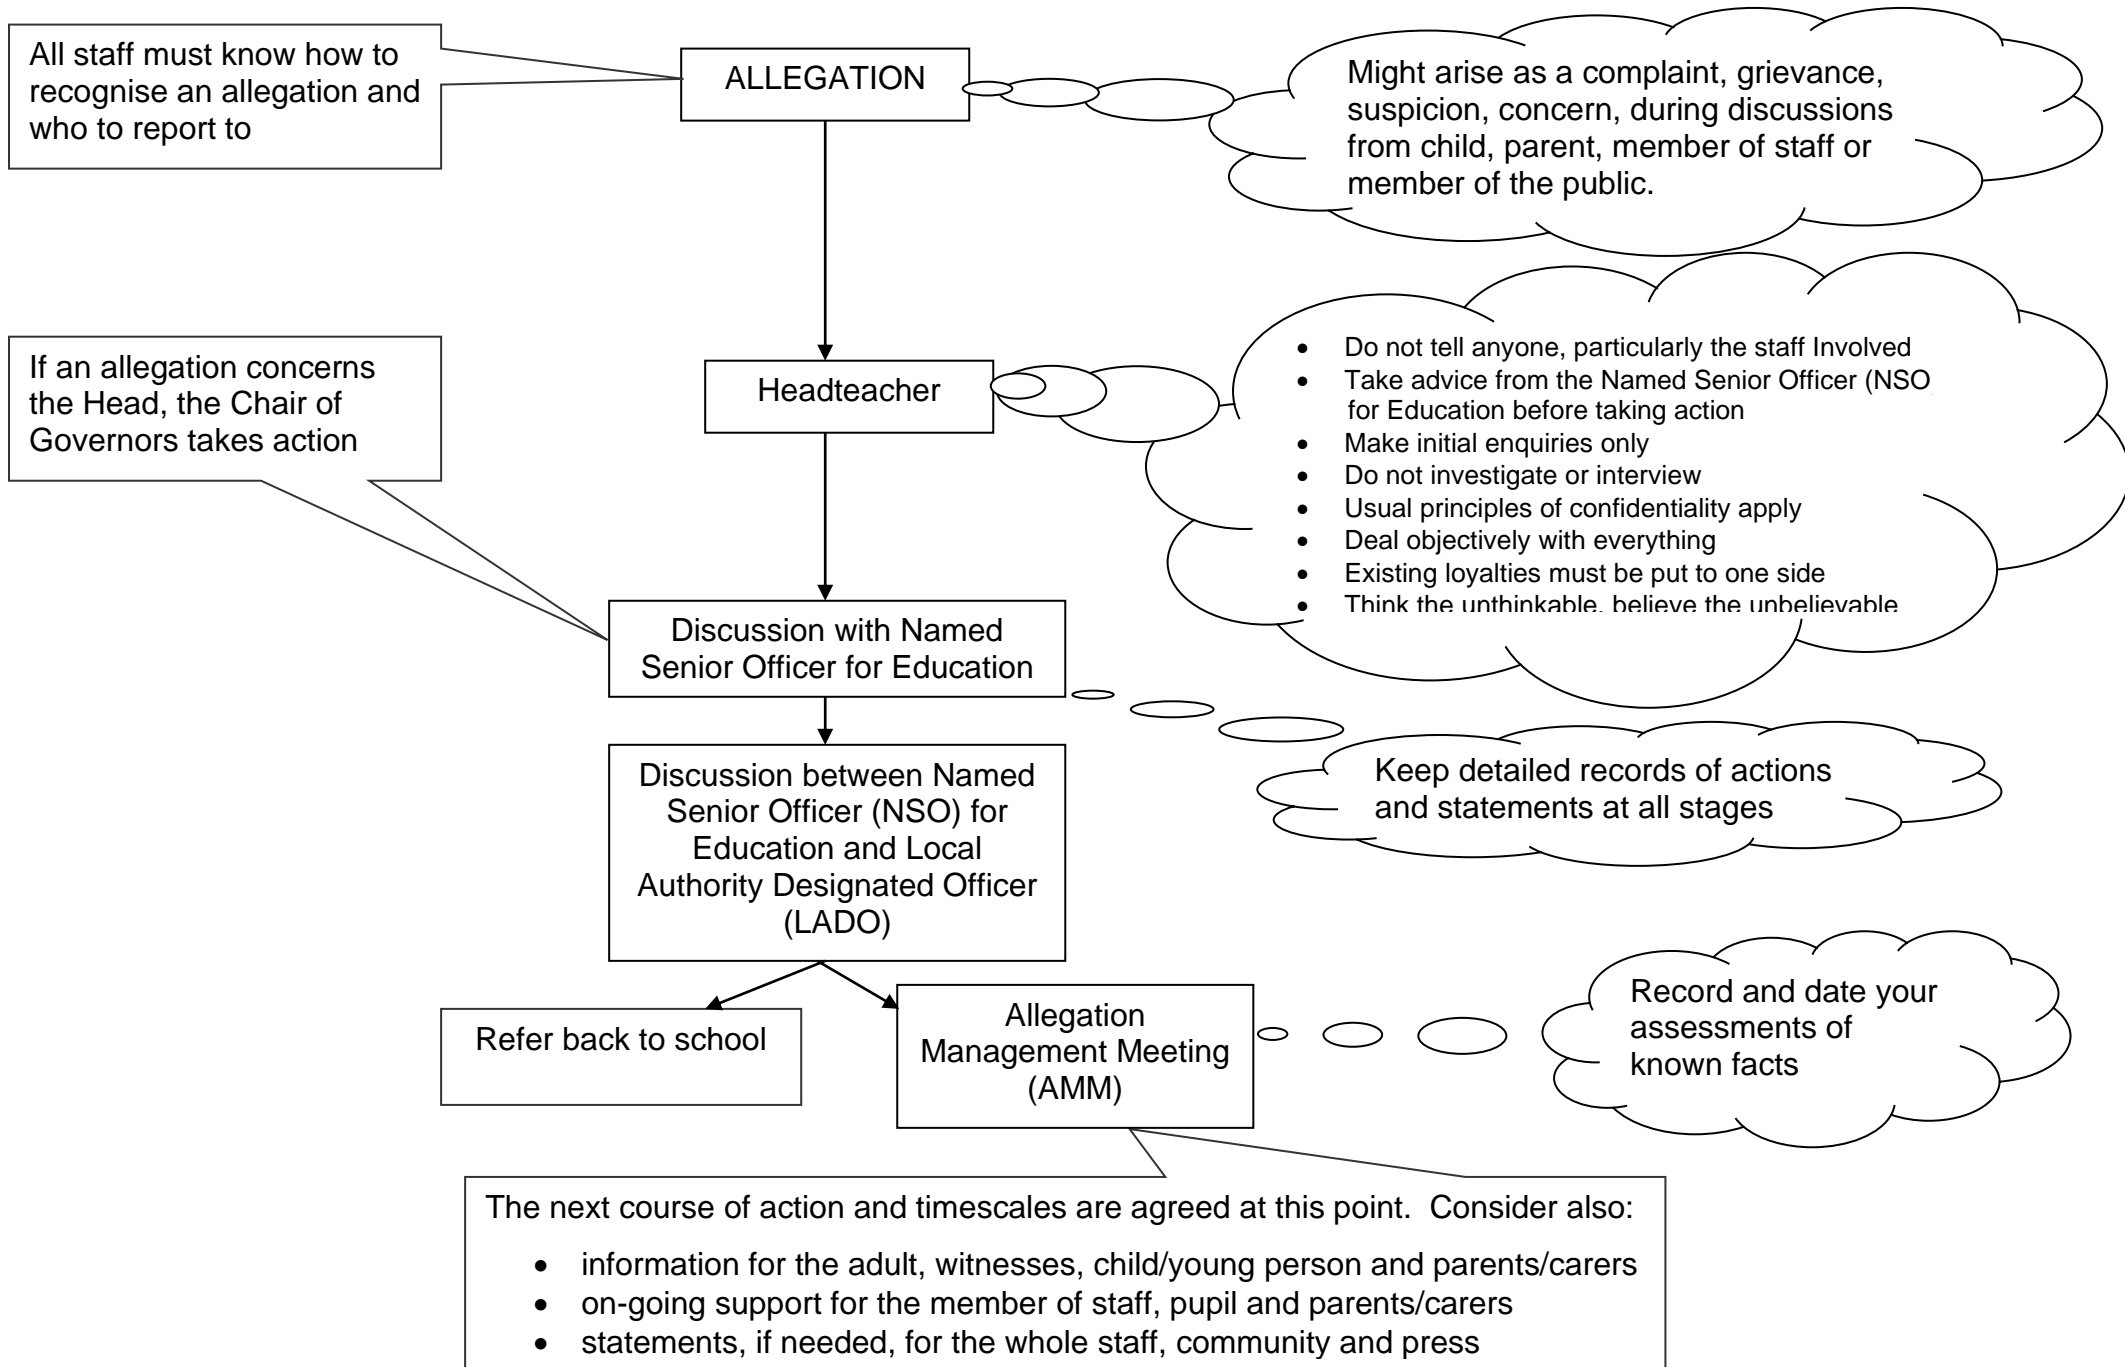 All staff must know how to
recognise an allegation and
who to report to
ALLEGATION
Might arise as a complaint, grievance,
suspicion, concern, during discussions
from child, parent, member of staff or
member of the public.
If an allegation concerns
the Head, the Chair of
Governors takes action
Headteacher
• Do not tell anyone, particularly the staff Involved
• Take advice from the Named Senior Officer (NSO
for Education before taking action
• Make initial enquiries only
• Do not investigate or interview
• Usual principles of confidentiality apply
• Deal objectively with everything
• Existing loyalties must be put to one side
• Think the unthinkable, believe the unbelievable
Discussion with Named
Senior Officer for Education
Keep detailed records of actions
and statements at all stages
Discussion between Named
Senior Officer (NSO) for
Education and Local
Authority Designated Officer
(LADO)
Refer back to school
Allegation
Management Meeting
(AMM)
Record and date your
assessments of
known facts
The next course of action and timescales are agreed at this point.  Consider also:
• information for the adult, witnesses, child/young person and parents/carers
• on-going support for the member of staff, pupil and parents/carers
• statements, if needed, for the whole staff, community and press